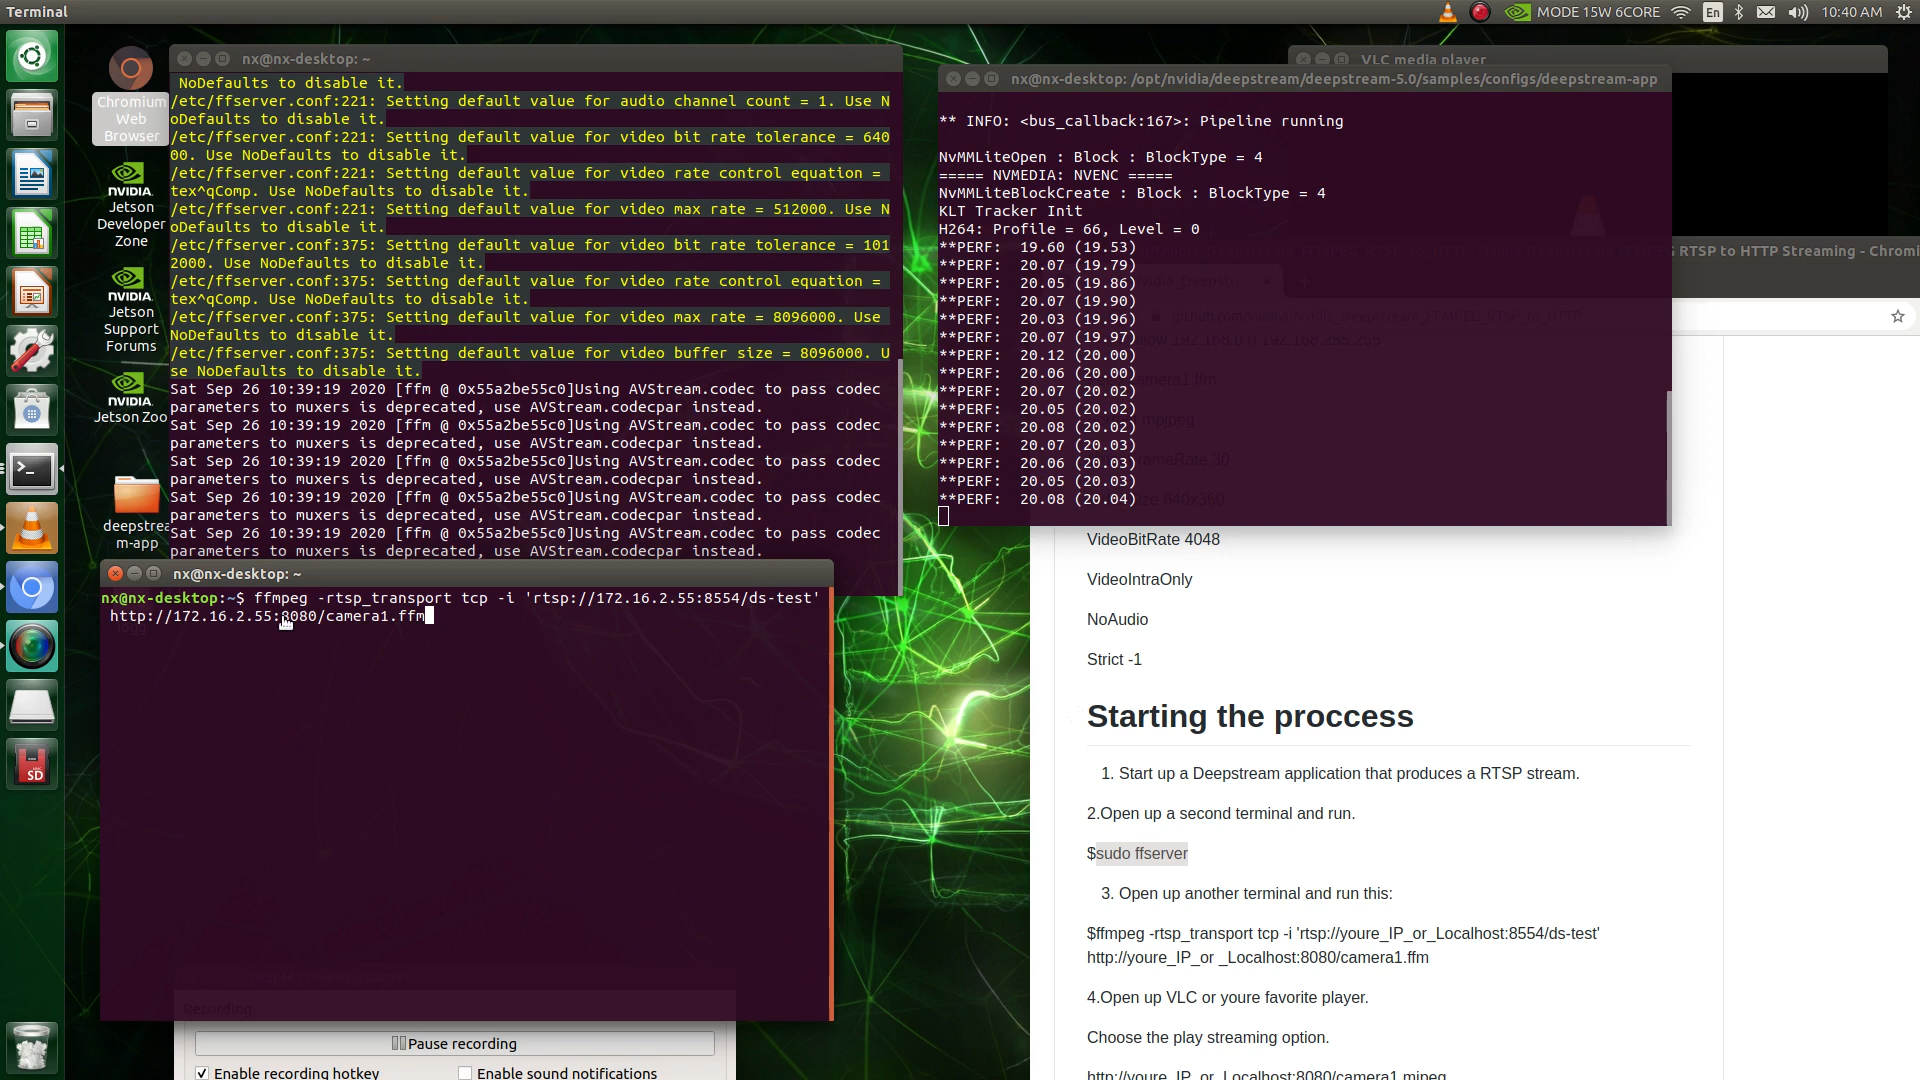 Terminal
MODE 15W 6CORE
En
10:40 AM
Chromium
Web
Browser
NVIDIA.
Jetson
Developer
Zone
NVIDIA.
Jetson
Support
Forums
NVIDIA.
Jetson Zoo
deepstrea
m-app
SD
nx@nx-desktop: ~
NoDefaults to disable it.
/etc/ffserver.conf:221: Setting default value for audio channel count = 1. Use N
oDefaults to disable it.
/etc/ffserver.conf:221: Setting default value for video bit rate tolerance = 640
00. Use NoDefaults to disable it.
/etc/ffserver.conf:221: Setting default value for video rate control equation =
tex^qComp. Use NoDefaults to disable it.
/etc/ffserver.conf:221: Setting default value for video max rate = 512000. Use N
oDefaults to disable it.
/etc/ffserver.conf:375: Setting default value for video bit rate tolerance = 101
2000. Use NoDefaults to disable it.
/etc/ffserver.conf:375: Setting default value for video rate control equation =
tex^qComp. Use NoDefaults to disable it.
/etc/ffserver.conf:375: Setting default value for video max rate = 8096000. Use
NoDefaults to disable it.
/etc/ffserver.conf:375: Setting default value for video buffer size = 8096000. U
se NoDefaults to disable it.
Sat Sep 26 10:39:19 2020 [ffm @ 0x55a2be55c0]Using AVStream.codec to pass codec
parameters to muxers is deprecated, use AVStream.codecpar instead.
Sat Sep 26 10:39:19 2020 [ffm @ 0x55a2be55c0]Using AVStream.codec to pass codec
parameters to muxers is deprecated, use AVStream.codecpar instead.
Sat Sep 26 10:39:19 2020 [ffm @ 0x55a2be55c0]Using AVStream.codec to pass codec
parameters to muxers is deprecated, use AVStream.codecpar instead.
Sat Sep 26 10:39:19 2020 [ffm @ 0x55a2be55c0]Using AVStream.codec to pass codec
parameters to muxers is deprecated, use AVStream.codecpar instead.
Sat Sep 26 10:39:19 2020 [ffm @ 0x55a2be55c0]Using AVStream.codec to pass codec
parameters to muxers is deprecated, use AVStream.codecpar instead.
nx@nx-desktop: ~
nx@nx-desktop:~$ ffmpeg -rtsp_transport tcp -i 'rtsp://172.16.2.55:8554/ds-test'
http://172.16.2.55:8080/camera1.ffm
Recording
Pause recording
Enable recording hotkey
Enable sound notifications
VLC media player
nx@nx-desktop: /opt/nvidia/deepstream/deepstream-5.0/samples/configs/deepstream-app
** INFO: <bus_callback:167>: Pipeline running
NvMMLiteOpen : Block : BlockType = 4
===== NVMEDIA: NVENC =====
NvMMLiteBlockCreate : Block : BlockType = 4
KLT Tracker Init
H264: Profile = 66, Level = 0
**PERF:  19.60 (19.53)
**PERF:  20.07 (19.79)
**PERF:  20.05 (19.86)
**PERF:  20.07 (19.90)
**PERF:  20.03 (19.96)
**PERF:  20.07 (19.97)
**PERF:  20.12 (20.00)
**PERF:  20.06 (20.00)
**PERF:  20.07 (20.02)
**PERF:  20.05 (20.02)
**PERF:  20.08 (20.02)
**PERF:  20.07 (20.03)
**PERF:  20.06 (20.03)
**PERF:  20.05 (20.03)
**PERF:  20.08 (20.04)
RTSP to HTTP Streaming - Chromi
VideoBitRate 4048
VideoIntraOnly
NoAudio
Strict -1
Starting the proccess
1. Start up a Deepstream application that produces a RTSP stream.
2.Open up a second terminal and run.
$sudo ffserver
3. Open up another terminal and run this:
$ffmpeg -rtsp_transport tcp -i 'rtsp://youre_IP_or_Localhost:8554/ds-test'
http://youre_IP_or _Localhost:8080/camera1.ffm
4.Open up VLC or youre favorite player.
Choose the play streaming option.
http://youre_IP_or_Localhost:8080/camera1.mjpeg